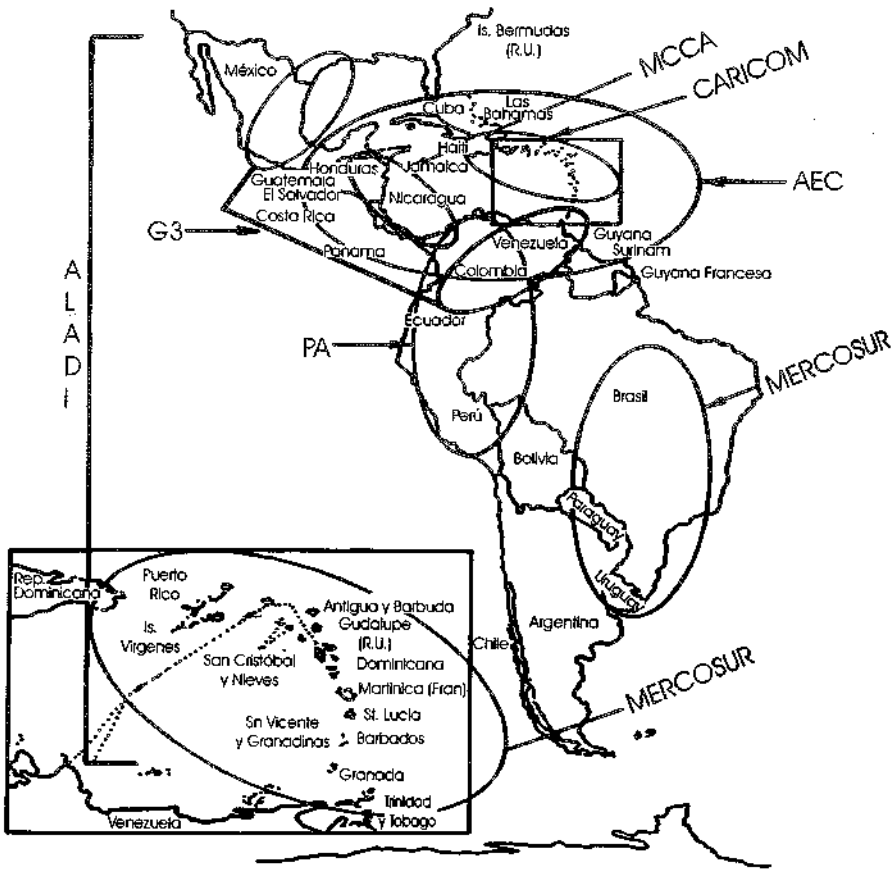 Is. Bermudas
(R.U.)
México
MCCA
CARICOM
Cuba
Las
Bahamas
Haití
Jamaica
Honduras
Guatemala
El Salvador
Nicaragua
Costa Rica
Panama
AEC
G3
Venezuela
Guyana
Surinam
Guyana Francesa
Colombia
Ecuador
PA
ALADI
MERCOSUR
Brasil
Perú
Bolivia
Paraguay
Uruguay
Argentina
Chile
MERCOSUR
Rep.
Dominicana
Puerto
Rico
Is.
Virgenes
Antigua y Barbuda
Gudalupe
(R.U.)
Dominicana
San Cristóbal
y Nieves
Martinica (Fran)
St. Lucia
Sn Vicente
y Granadinas
Barbados
Granada
Trinidad
y Tobago
Venezuela